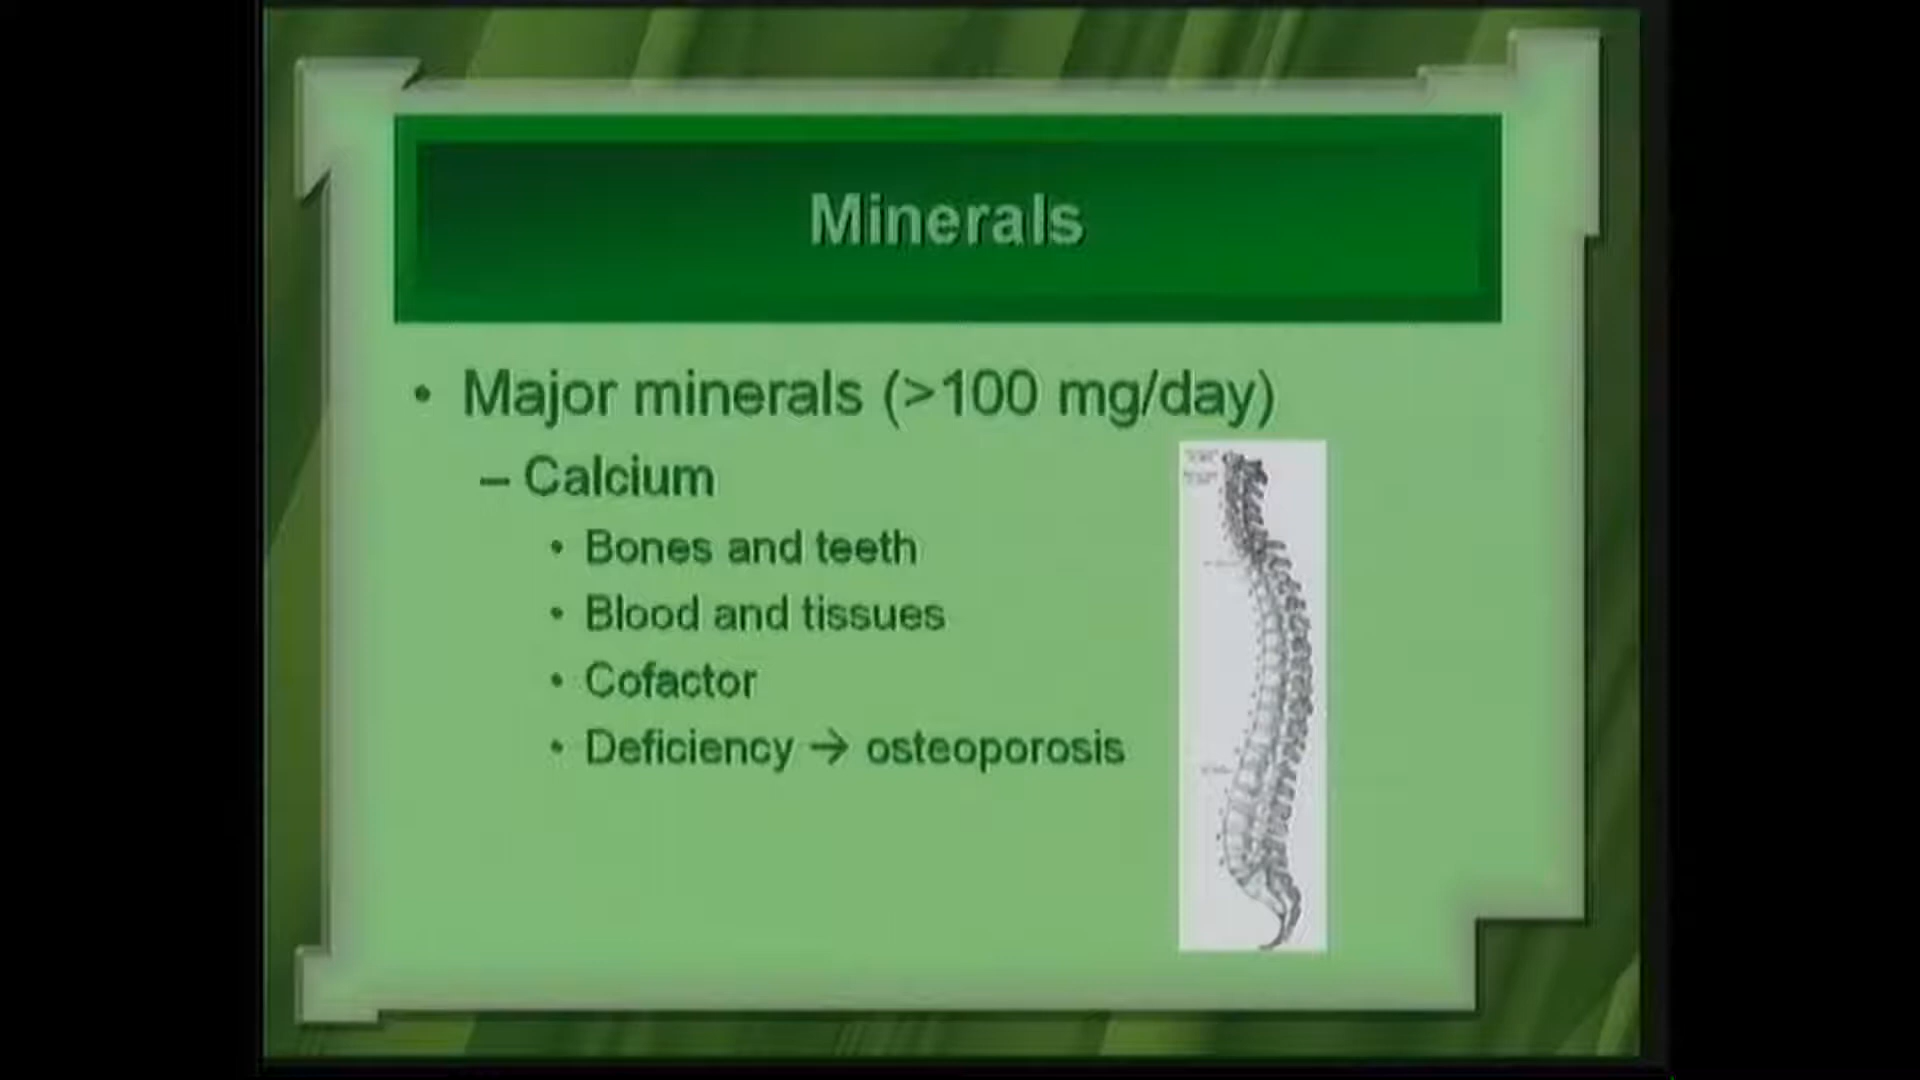 Minerals
• Major minerals (>100 mg/day)
– Calcium
• Bones and teeth
• Blood and tissues
• Cofactor
• Deficiency → osteoporosis